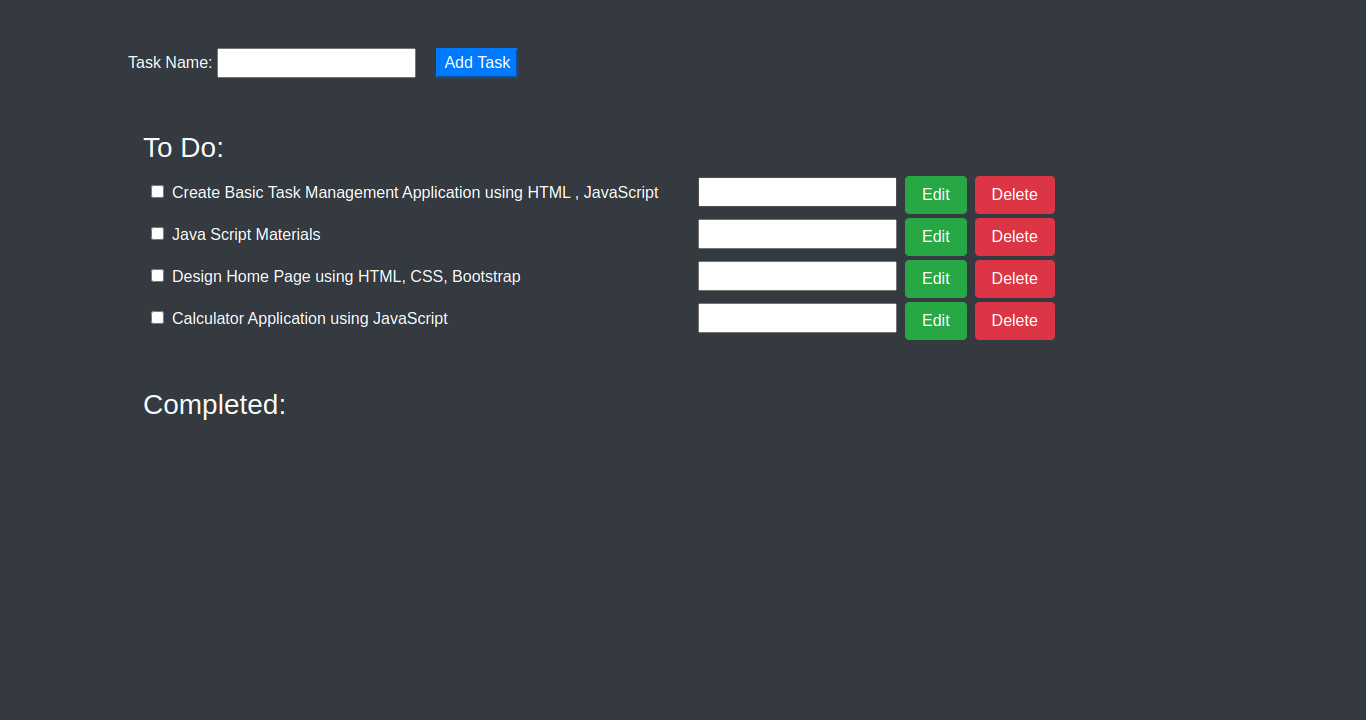 Task Name: Add Task
To Do:
Create Basic Task Management Application using HTML , JavaScript Edit Delete
Java Script Materials Edit Delete
Design Home Page using HTML, CSS, Bootstrap Edit Delete
Calculator Application using JavaScript Edit Delete
Completed: